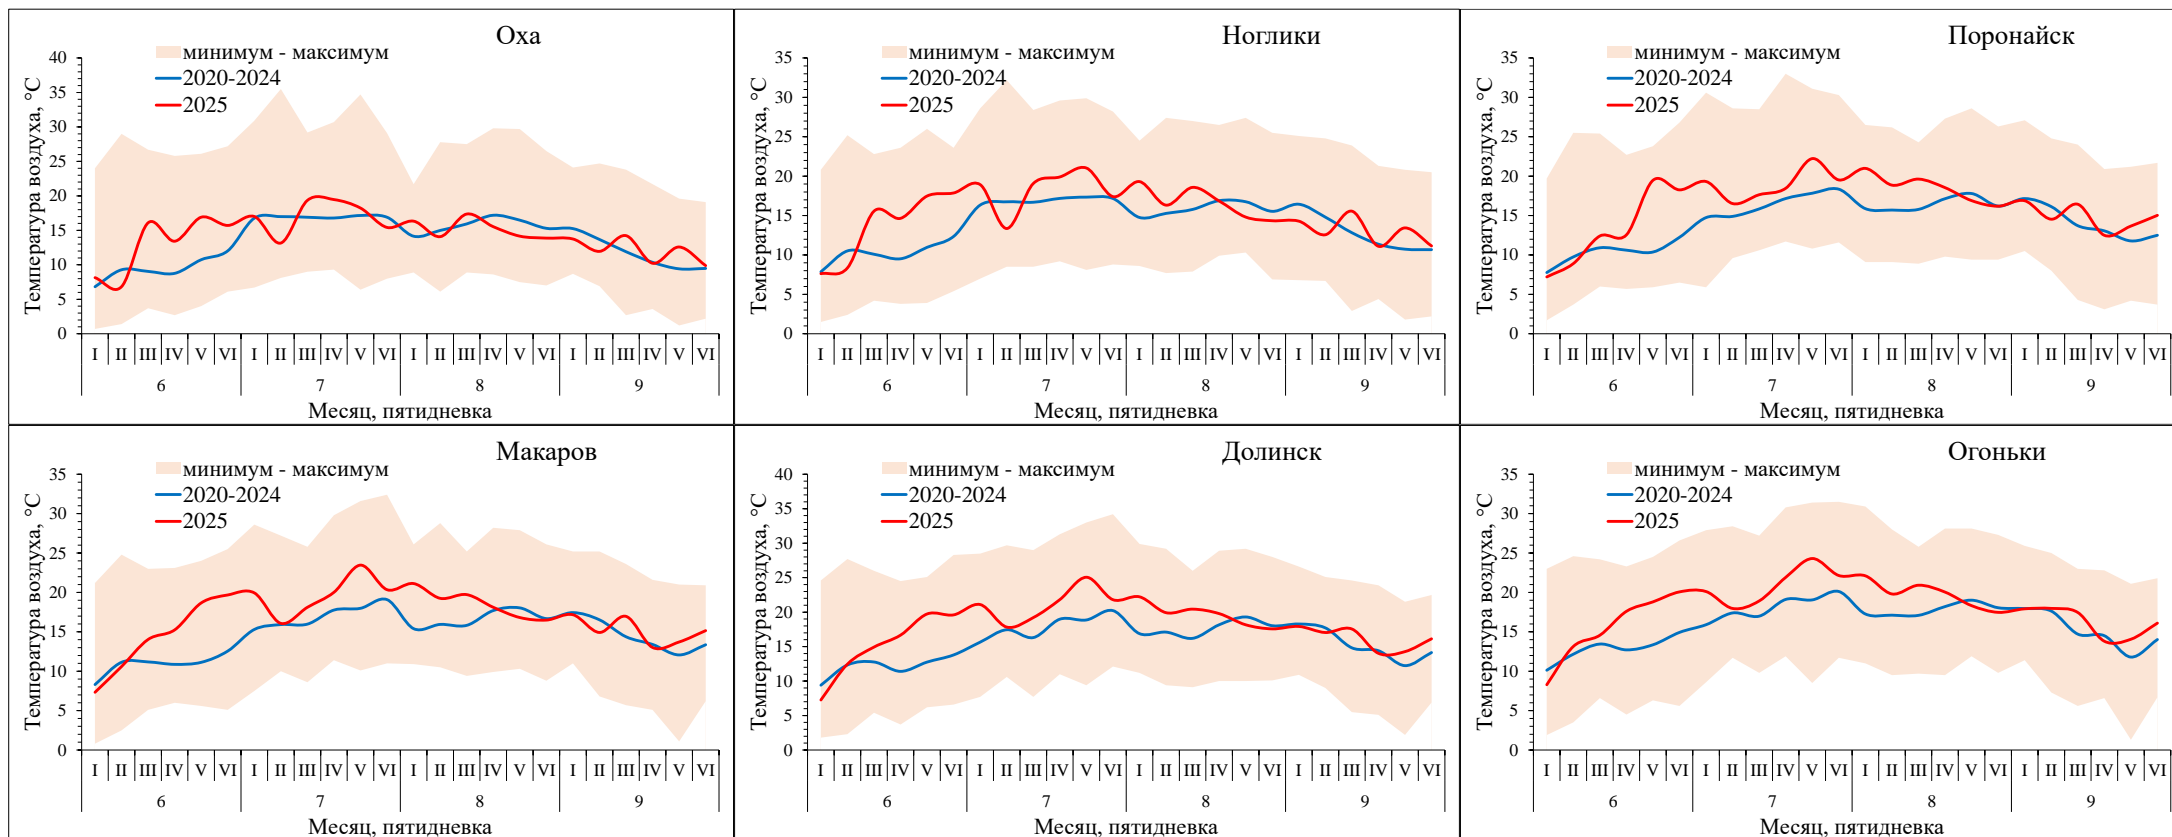 Оха
минимум - максимум
2020-2024
2025
Температура воздуха, °С
40
35
30
25
20
15
10
5
0
I II III IV V VI I II III IV V VI I II III IV V VI I II III IV V VI
6 7 8 9
Месяц, пятидневка
Ноглики
минимум - максимум
2020-2024
2025
Температура воздуха, °С
35
30
25
20
15
10
5
0
I II III IV V VI I II III IV V VI I II III IV V VI I II III IV V VI
6 7 8 9
Месяц, пятидневка
Поронайск
минимум - максимум
2020-2024
2025
Температура воздуха, °С
35
30
25
20
15
10
5
0
I II III IV V VI I II III IV V VI I II III IV V VI I II III IV V VI
6 7 8 9
Месяц, пятидневка
Макаров
минимум - максимум
2020-2024
2025
Температура воздуха, °С
35
30
25
20
15
10
5
0
I II III IV V VI I II III IV V VI I II III IV V VI I II III IV V VI
6 7 8 9
Месяц, пятидневка
Долинск
минимум - максимум
2020-2024
2025
Температура воздуха, °С
40
35
30
25
20
15
10
5
0
I II III IV V VI I II III IV V VI I II III IV V VI I II III IV V VI
6 7 8 9
Месяц, пятидневка
Огоньки
минимум - максимум
2020-2024
2025
Температура воздуха, °С
35
30
25
20
15
10
5
0
I II III IV V VI I II III IV V VI I II III IV V VI I II III IV V VI
6 7 8 9
Месяц, пятидневка